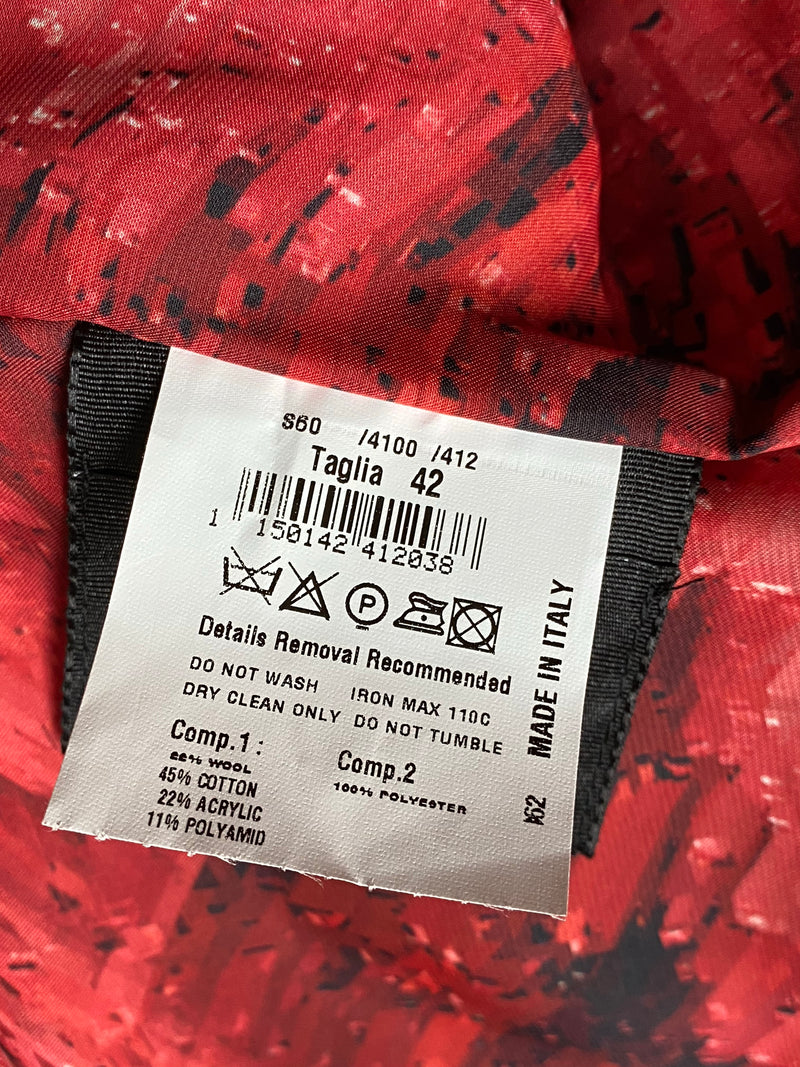 S60 /4100 /412
Taglia 42
1 150142 412038
P
Details Removal Recommended
DO NOT WASH IRON MAX 110C
DRY CLEAN ONLY DO NOT TUMBLE
Comp.1 :
22% WOOL
45% COTTON
22% ACRYLIC
11% POLYAMID
Comp.2
100% POLYESTER
MADE IN ITALY